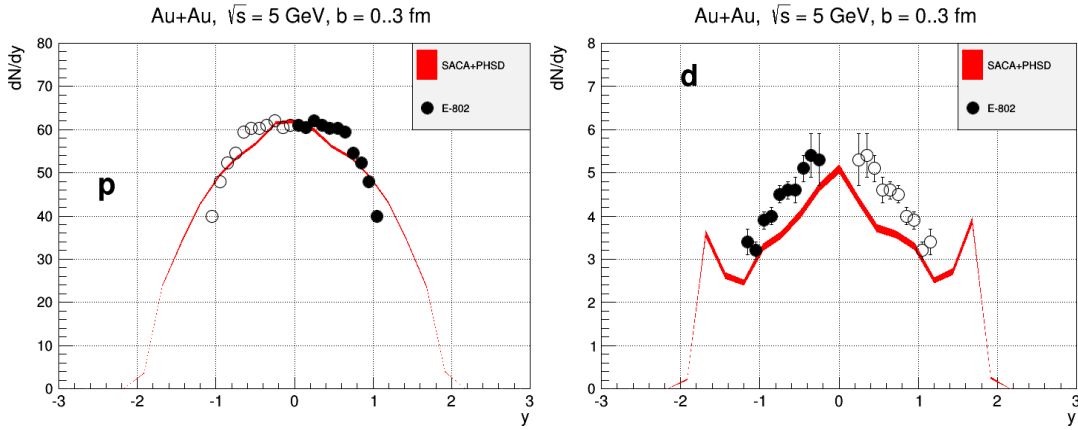 Au+Au, √s = 5 GeV, b = 0..3 fm
dN/dy
80
70
60
50
40
30
20
10
0
SACA+PHSD
E-802
p
-3 -2 -1 0 1 2 3
y
Au+Au, √s = 5 GeV, b = 0..3 fm
dN/dy
8
7
6
5
4
3
2
1
0
SACA+PHSD
E-802
d
-3 -2 -1 0 1 2 3
y